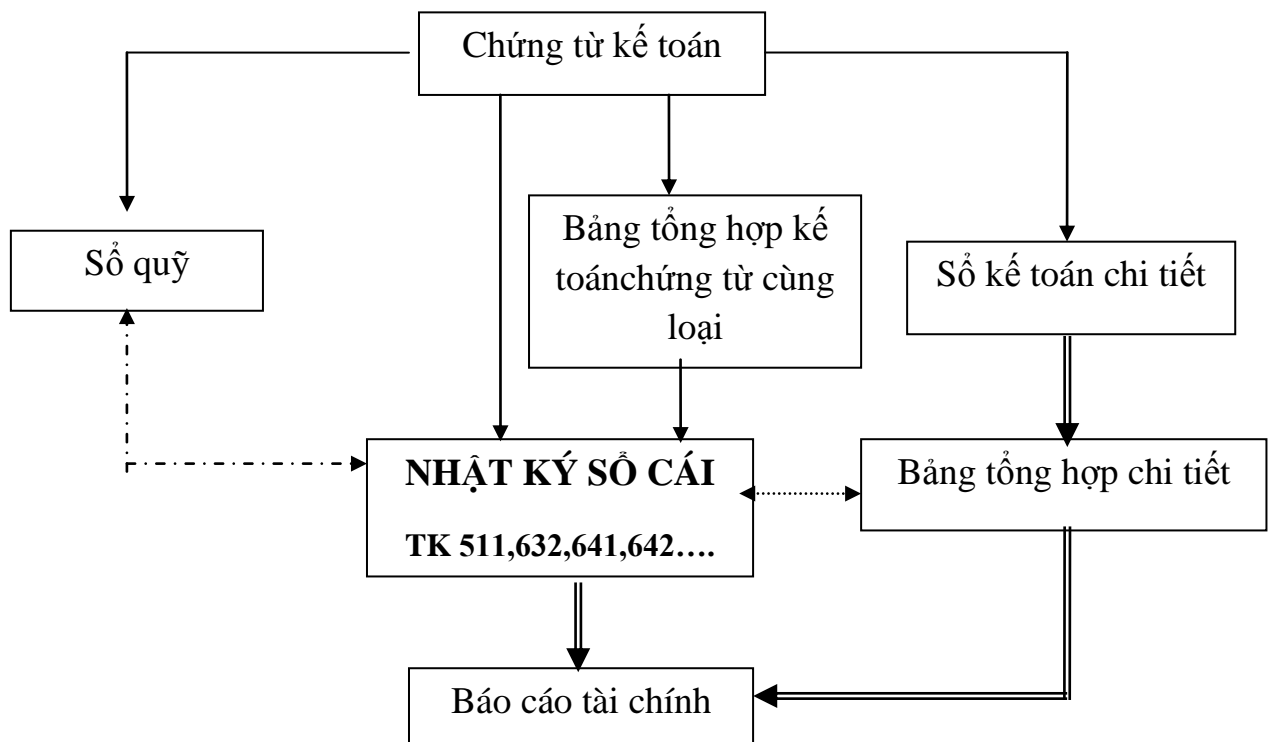 Chứng từ kế toán
Sổ quỹ
Bảng tổng hợp kế
toánchứng từ cùng
loại
Sổ kế toán chi tiết
NHẬT KÝ SỔ CÁI
TK 511,632,641,642….
Bảng tổng hợp chi tiết
Báo cáo tài chính